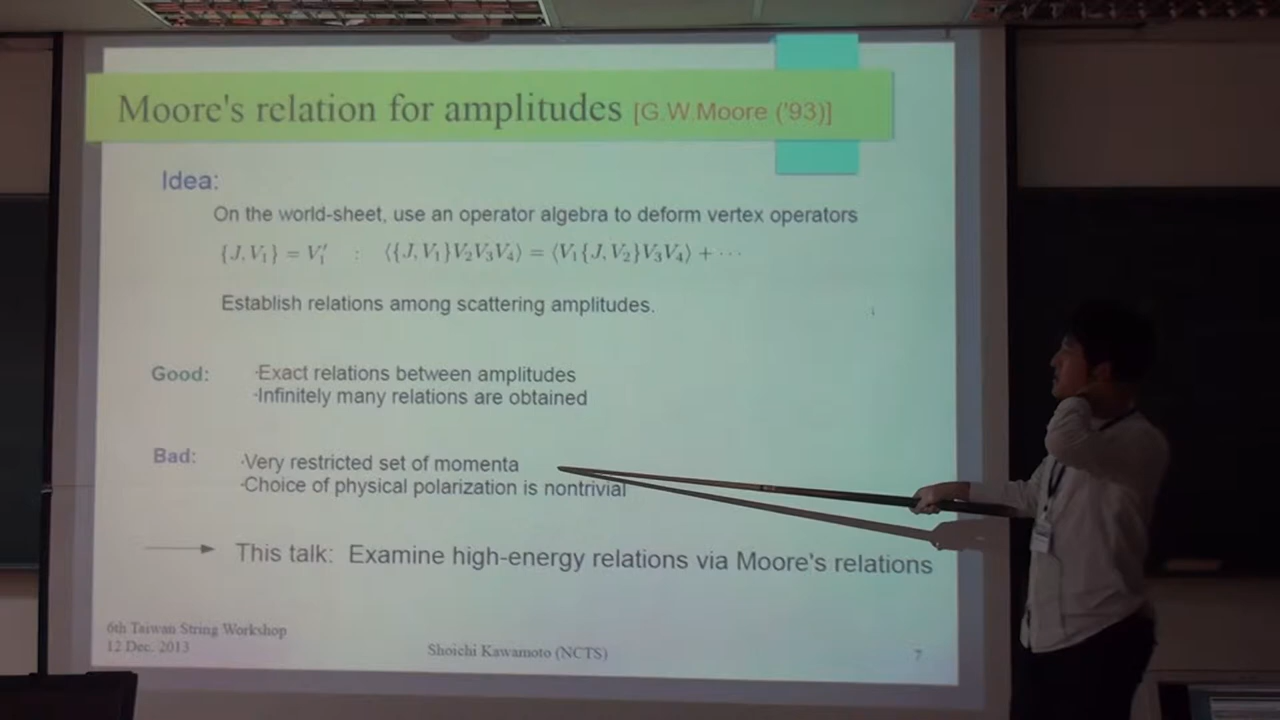 Moore's relation for amplitudes [G.W.Moore ('93)]
Idea:
On the world-sheet, use an operator algebra to deform vertex operators
{J, V₁} = V₁′ : ⟨{J, V₁}V₂V₃V₄⟩ = ⟨V₁{J, V₂}V₃V₄⟩ + ⋯
Establish relations among scattering amplitudes.
Good: ·Exact relations between amplitudes
·Infinitely many relations are obtained
Bad: ·Very restricted set of momenta
·Choice of physical polarization is nontrivial
This talk: Examine high-energy relations via Moore's relations
6th Taiwan String Workshop
12 Dec. 2013
Shoichi Kawamoto (NCTS)
7